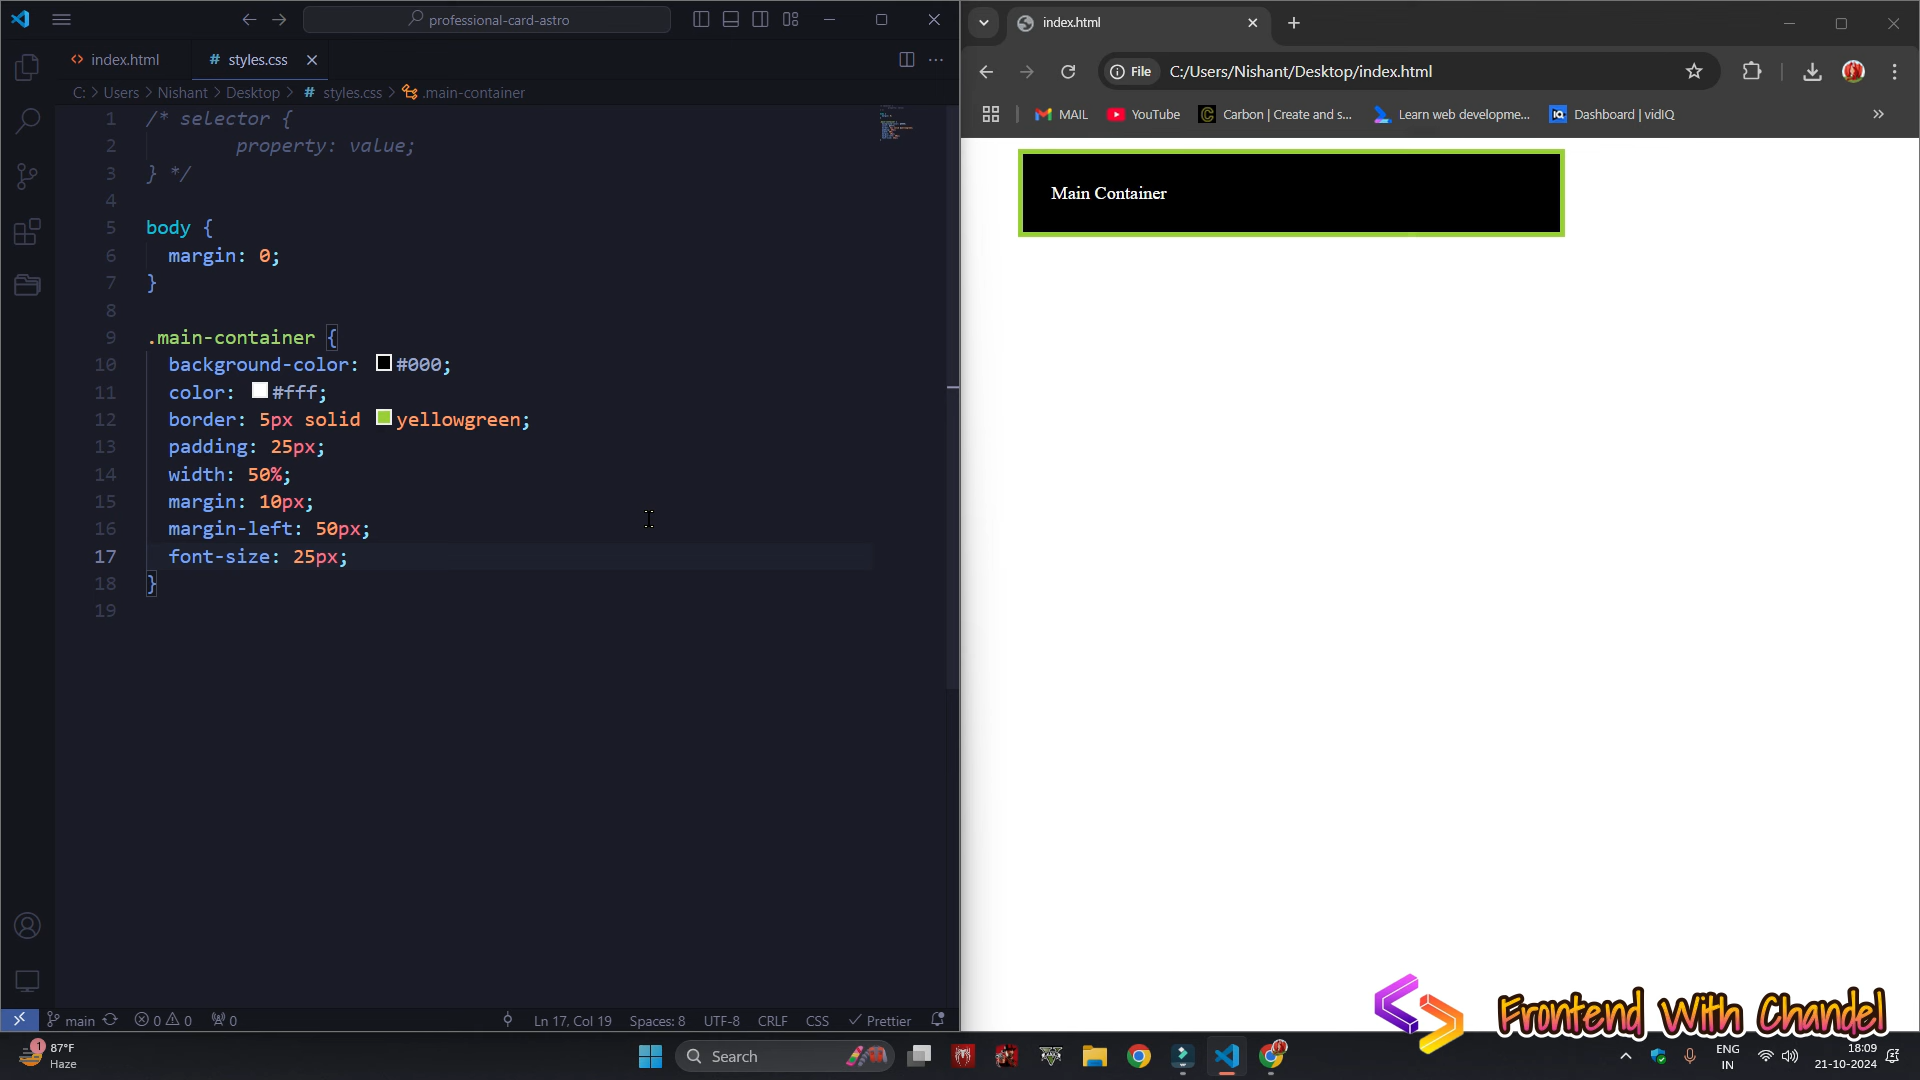 professional-card-astro
index.html
# styles.css
C: > Users > Nishant > Desktop > # styles.css > .main-container
1 /* selector {
2 property: value;
3 } */
4
5 body {
6 margin: 0;
7 }
8
9 .main-container {
10 background-color: #000;
11 color: #fff;
12 border: 5px solid yellowgreen;
13 padding: 25px;
14 width: 50%;
15 margin: 10px;
16 margin-left: 50px;
17 font-size: 25px;
18 }
19
main 0 0 0 Ln 17, Col 19 Spaces: 8 UTF-8 CRLF CSS Prettier
index.html
File C:/Users/Nishant/Desktop/index.html
MAIL YouTube Carbon | Create and s... Learn web developme... Dashboard | vidIQ
Main Container
Frontend With Chandel
1
87°F
Haze
Search
ENG
IN
18:09
21-10-2024